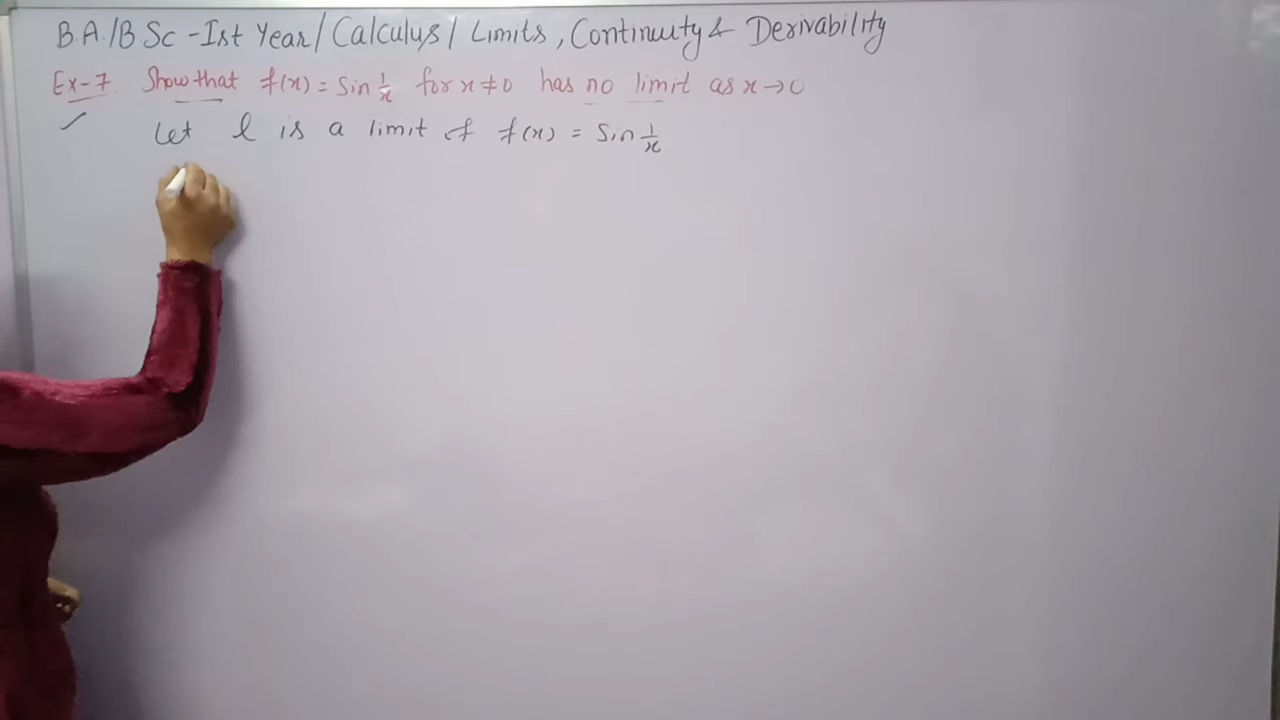 B.A./B Sc - Ist Year / Calculus / Limits, Continuity & Derivability
Ex-7 Show that f(x) = Sin 1/x for x ≠ 0 has no limit as x → 0
Let l is a limit of f(x) = Sin 1/x